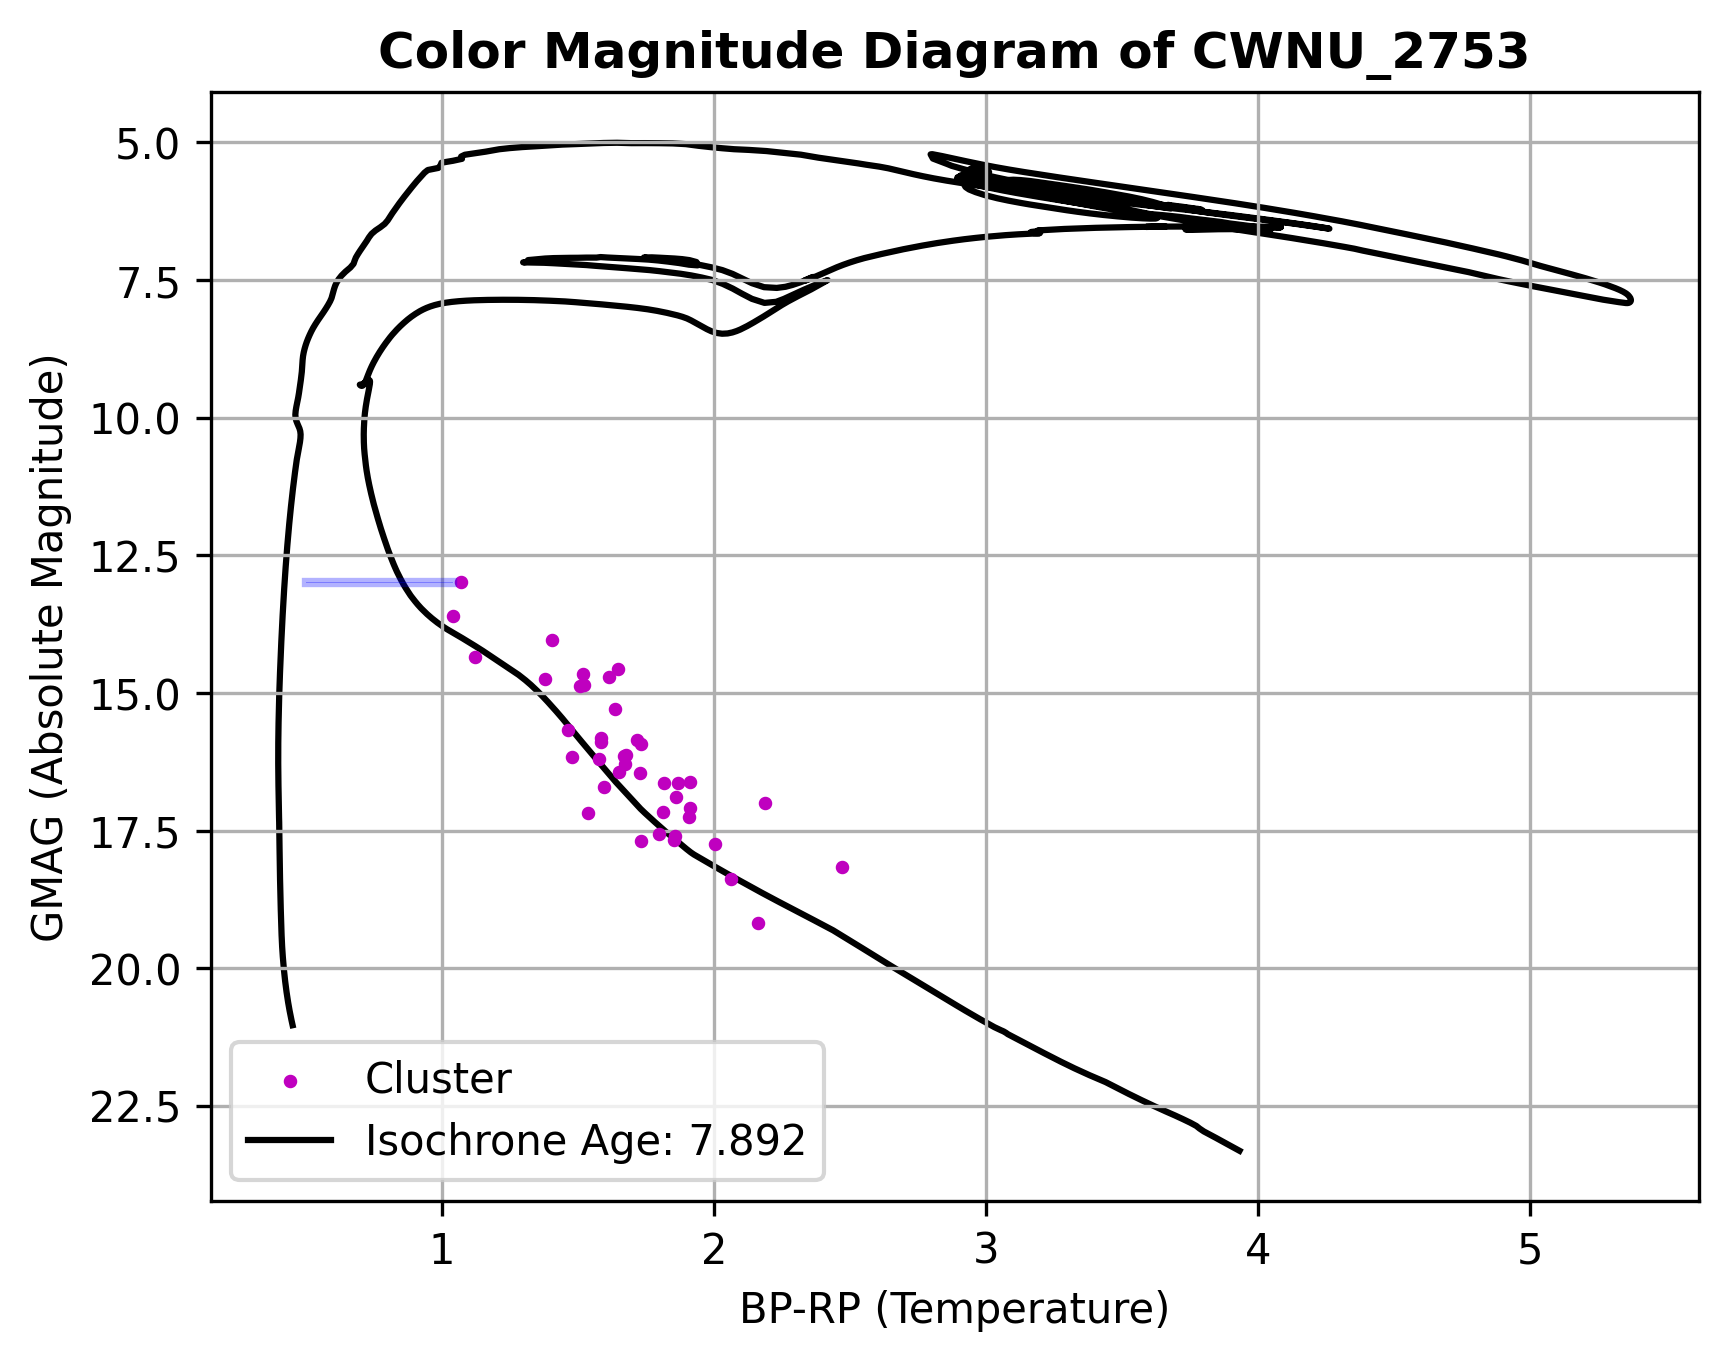 Color Magnitude Diagram of CWNU_2753
GMAG (Absolute Magnitude)
5.0
7.5
10.0
12.5
15.0
17.5
20.0
22.5
Cluster
Isochrone Age: 7.892
1 2 3 4 5
BP-RP (Temperature)